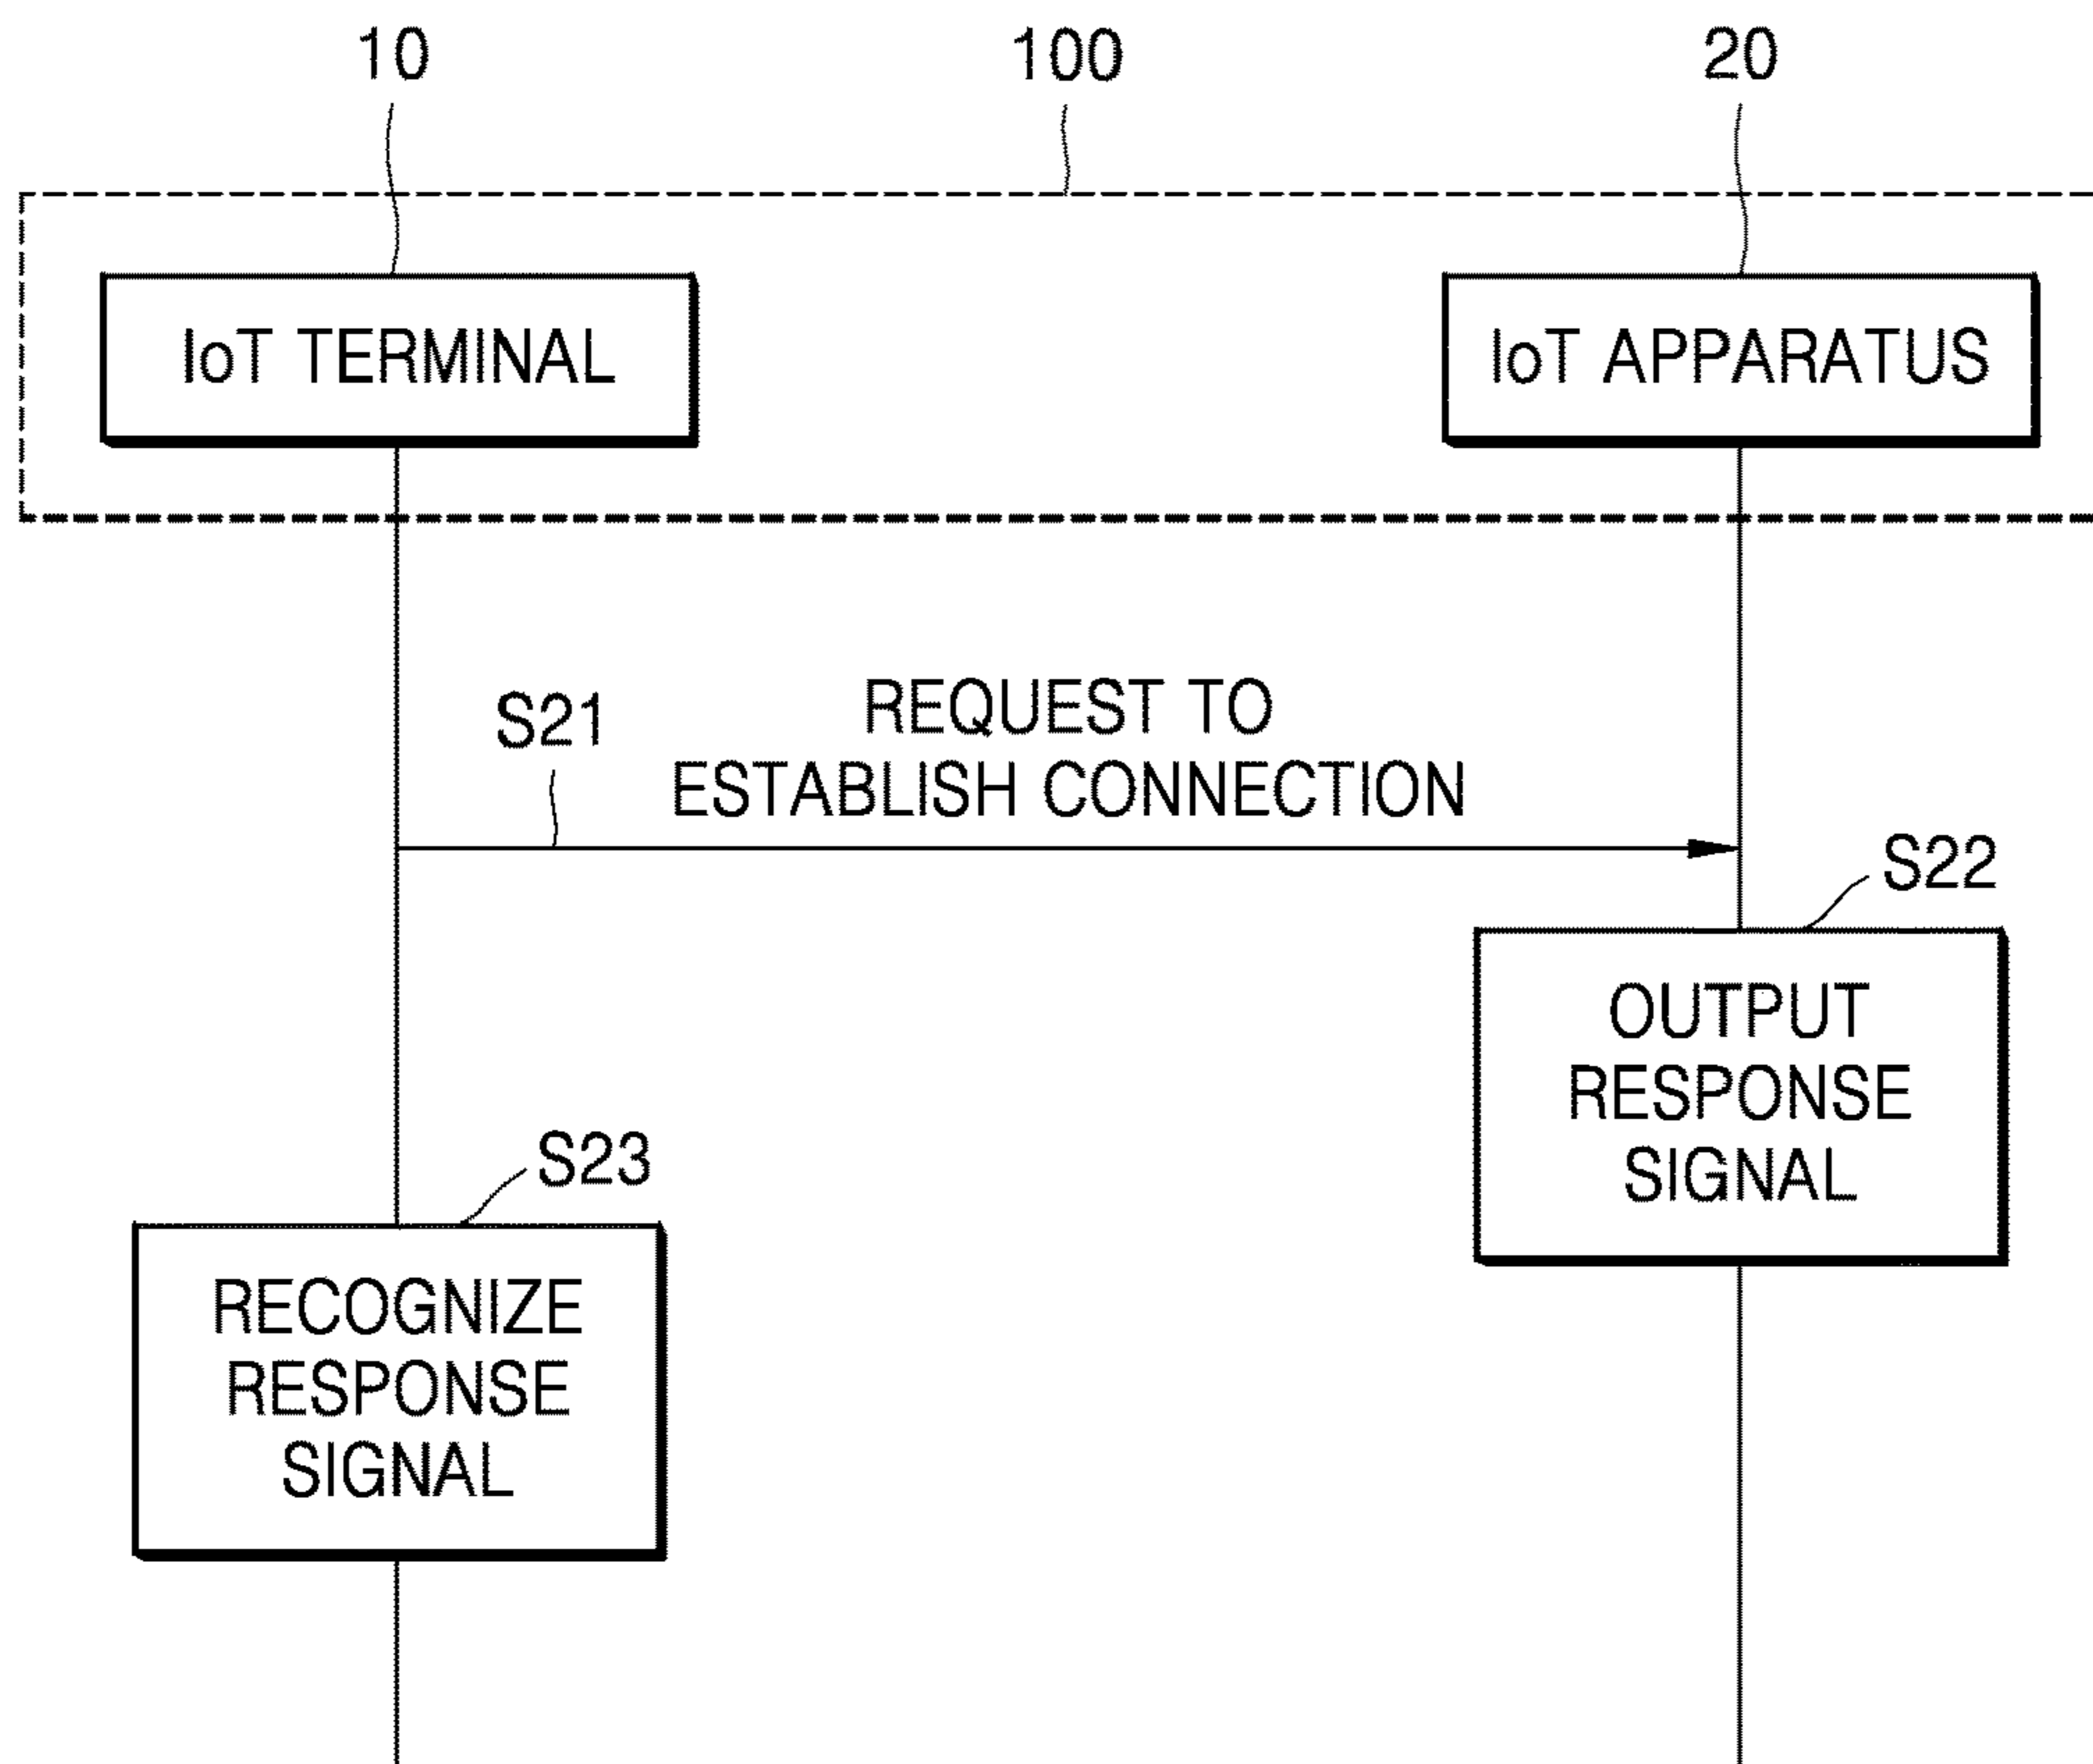 10
100
20
IoT TERMINAL
IoT APPARATUS
S21
REQUEST TO
ESTABLISH CONNECTION
S22
OUTPUT
RESPONSE
SIGNAL
S23
RECOGNIZE
RESPONSE
SIGNAL